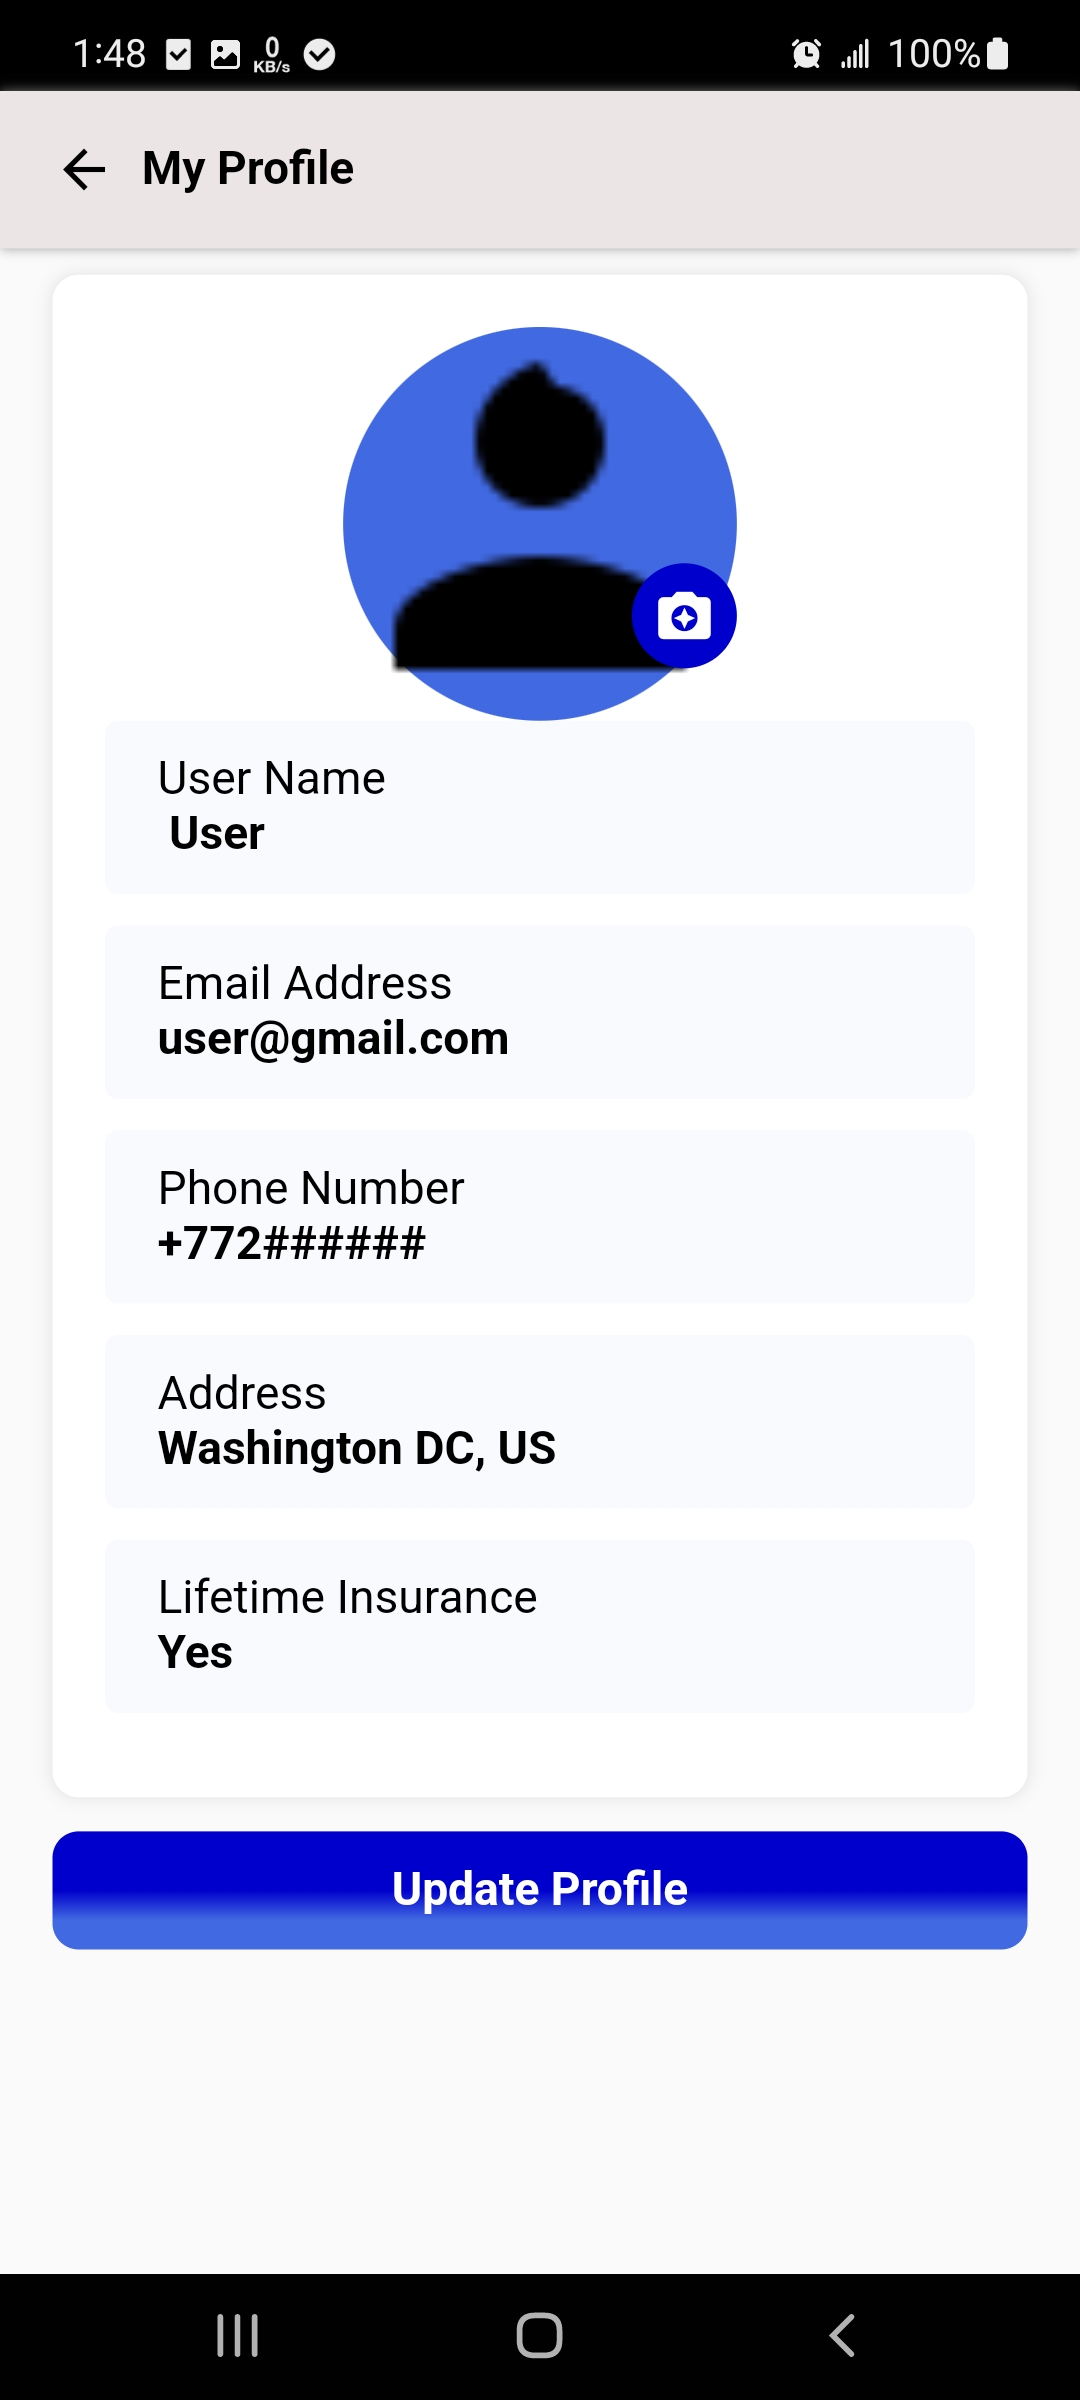 1:48 0 KB/s 100%
My Profile
User Name
User
Email Address
user@gmail.com
Phone Number
+772######
Address
Washington DC, US
Lifetime Insurance
Yes
Update Profile